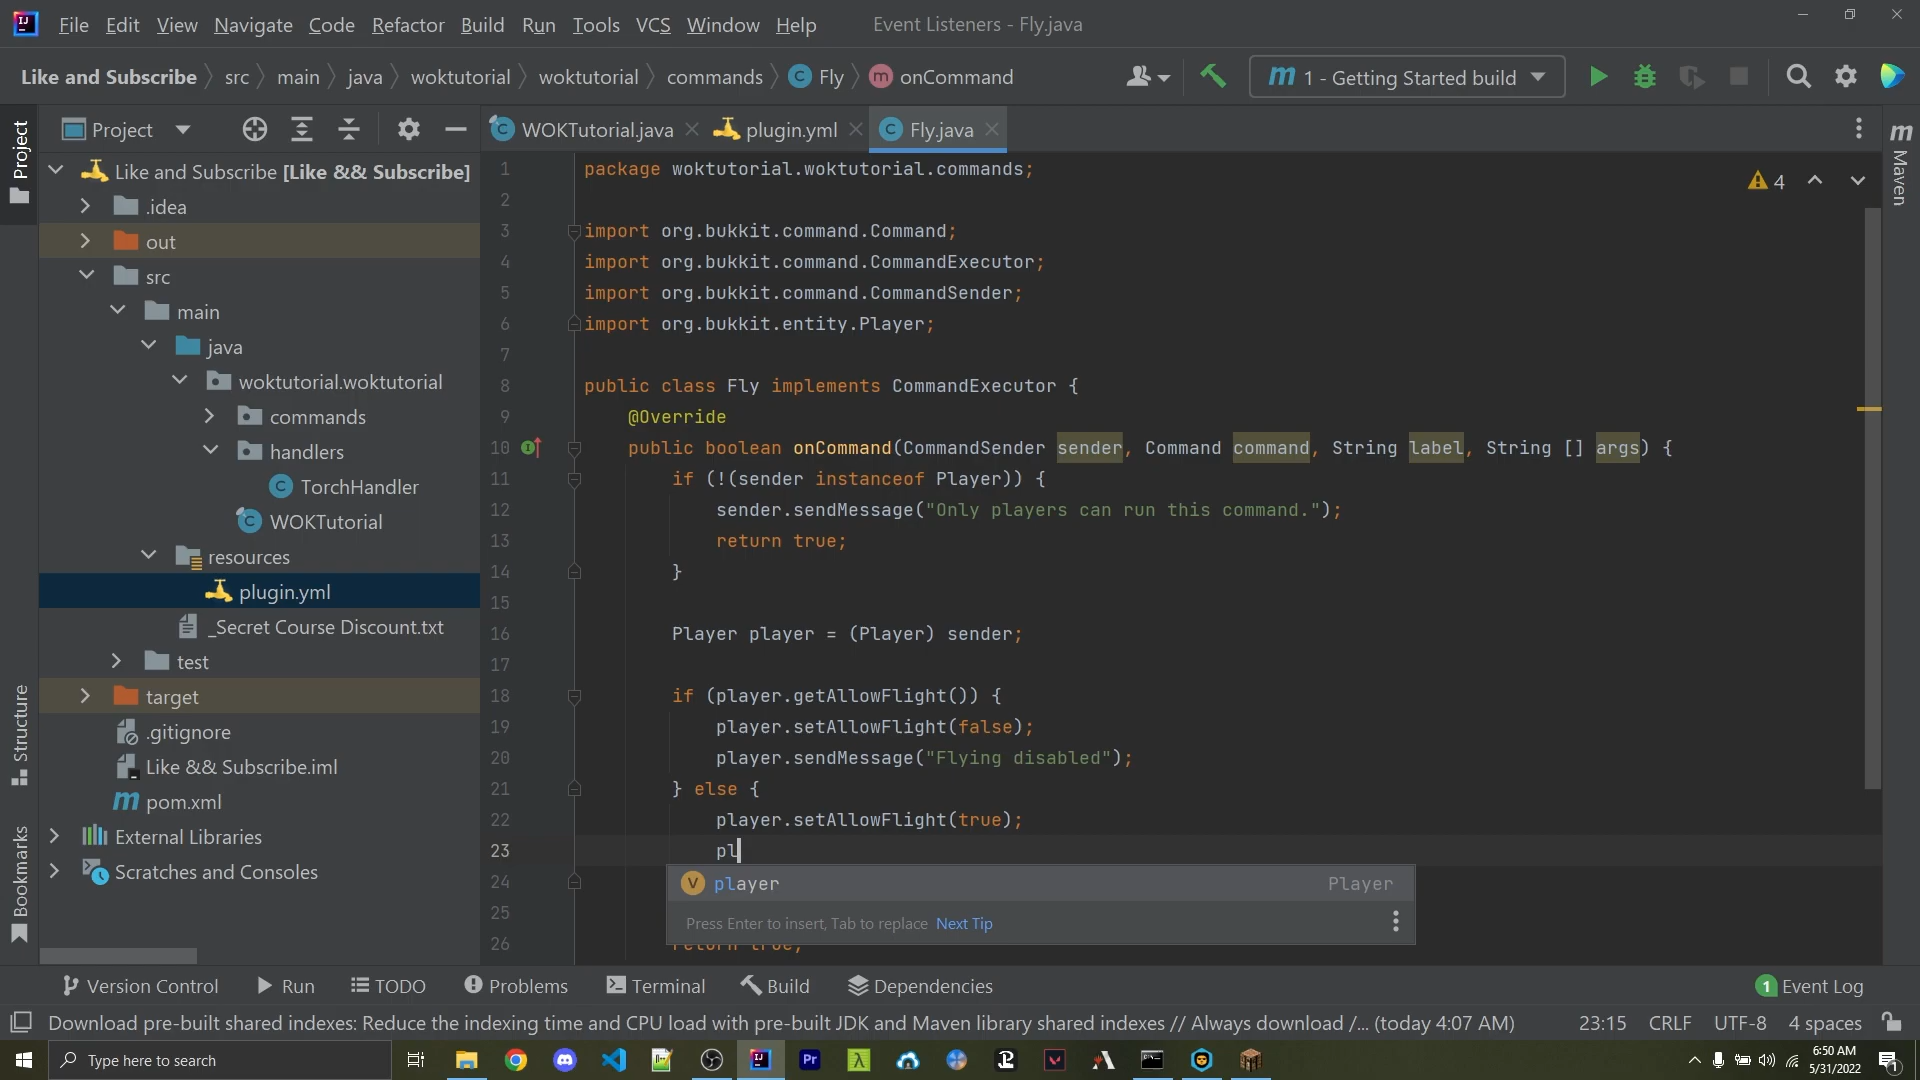 File Edit View Navigate Code Refactor Build Run Tools VCS Window Help Event Listeners - Fly.java
Like and Subscribe src main java woktutorial woktutorial commands Fly onCommand 1 - Getting Started build
Project
WOKTutorial.java plugin.yml Fly.java
Project
Structure
Bookmarks
Maven
Like and Subscribe [Like && Subscribe]
.idea
out
src
main
java
woktutorial.woktutorial
commands
handlers
TorchHandler
WOKTutorial
resources
plugin.yml
_Secret Course Discount.txt
test
target
.gitignore
Like && Subscribe.iml
pom.xml
External Libraries
Scratches and Consoles
4
1 package woktutorial.woktutorial.commands;
2
3 import org.bukkit.command.Command;
4 import org.bukkit.command.CommandExecutor;
5 import org.bukkit.command.CommandSender;
6 import org.bukkit.entity.Player;
7
8 public class Fly implements CommandExecutor {
9 @Override
10 public boolean onCommand(CommandSender sender, Command command, String label, String [] args) {
11 if (!(sender instanceof Player)) {
12 sender.sendMessage("Only players can run this command.");
13 return true;
14 }
15
16 Player player = (Player) sender;
17
18 if (player.getAllowFlight()) {
19 player.setAllowFlight(false);
20 player.sendMessage("Flying disabled");
21 } else {
22 player.setAllowFlight(true);
23 pl
24
25
26 return true;
player Player
Press Enter to insert, Tab to replace Next Tip
Version Control Run TODO Problems Terminal Build Dependencies 1 Event Log
Download pre-built shared indexes: Reduce the indexing time and CPU load with pre-built JDK and Maven library shared indexes // Always download /... (today 4:07 AM) 23:15 CRLF UTF-8 4 spaces
Type here to search
6:50 AM
5/31/2022
1